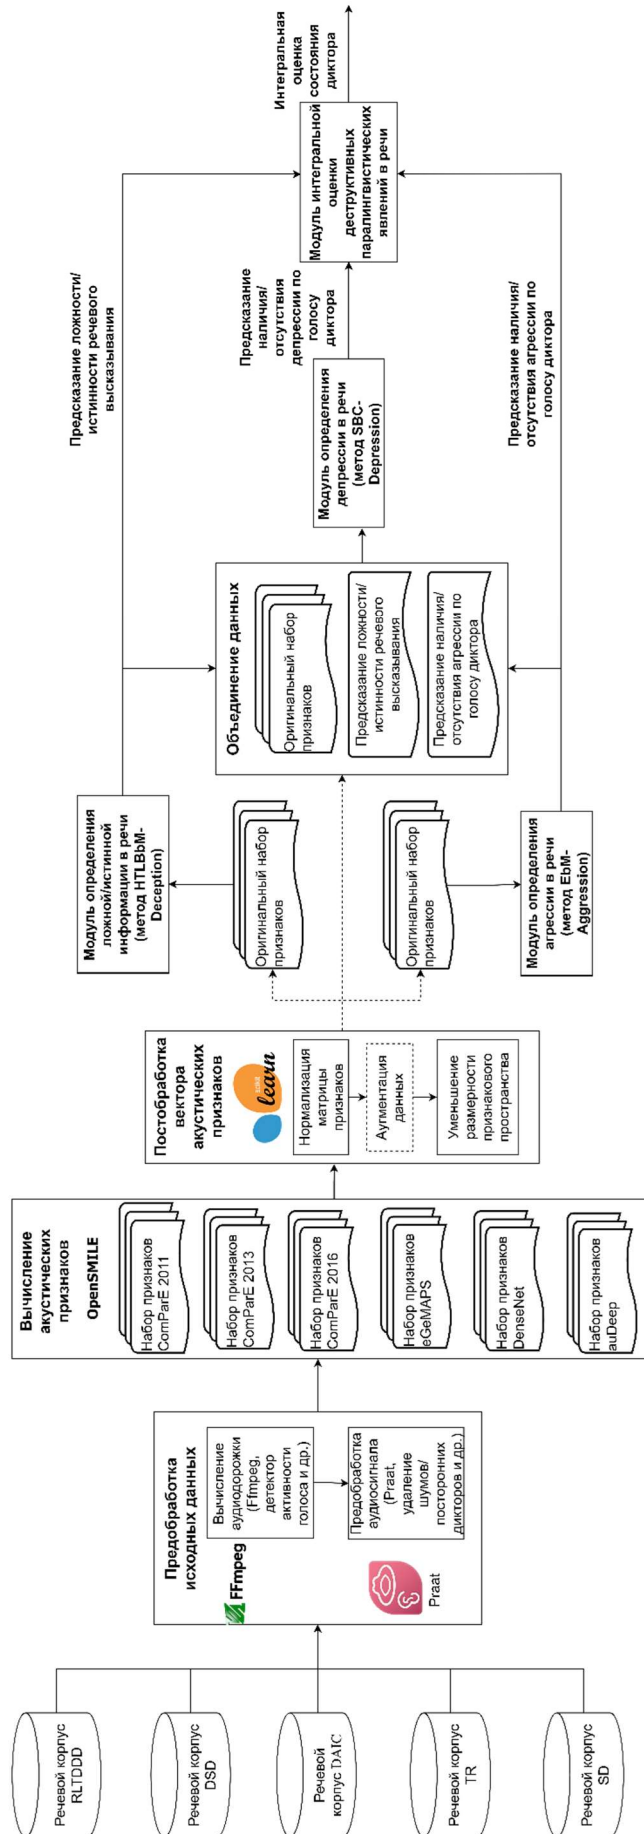 Речевой корпус
RLTDDD
Речевой корпус
DSD
Речевой
корпус DAIC
Речевой корпус
TR
Речевой корпус
SD
Предобработка
исходных данных
FFmpeg
Вычисление
аудиодорожки
(Ffmpeg,
детектор
активности
голоса и др.)
Praat
Предобработка
аудиосигнала
(Praat,
удаление
шумов/
посторонних
дикторов и др.)
Вычисление
акустических
признаков
OpenSMILE
Набор признаков
ComParE 2011
Набор признаков
ComParE 2013
Набор признаков
ComParE 2016
Набор признаков
eGeMAPS
Набор признаков
DenseNet
Набор признаков
auDeep
Постобработка
вектора
акустических
признаков
learn
Нормализация
матрицы
признаков
Аугментация
данных
Уменьшение
размерности
признакового
пространства
Модуль определения
ложной/истинной
информации в речи
(метод HTLBbM-
Deception)
Оригинальный набор
признаков
Оригинальный набор
признаков
Модуль определения
агрессии в речи
(метод EbM-
Aggression)
Объединение данных
Оригинальный набор
признаков
Предсказание ложности/
истинности речевого
высказывания
Предсказание наличия/
отсутствия агрессии по
голосу диктора
Модуль определения
депрессии в речи
(метод SBC-
Depression)
Предсказание ложности/
истинности речевого
высказывания
Предсказание
наличия/
отсутствия
депрессии по
голосу
диктора
Предсказание наличия/
отсутствия агрессии по
голосу диктора
Модуль интегральной
оценки
деструктивных
паралингвистических
явлений в речи
Интегральная
оценка
состояния
диктора